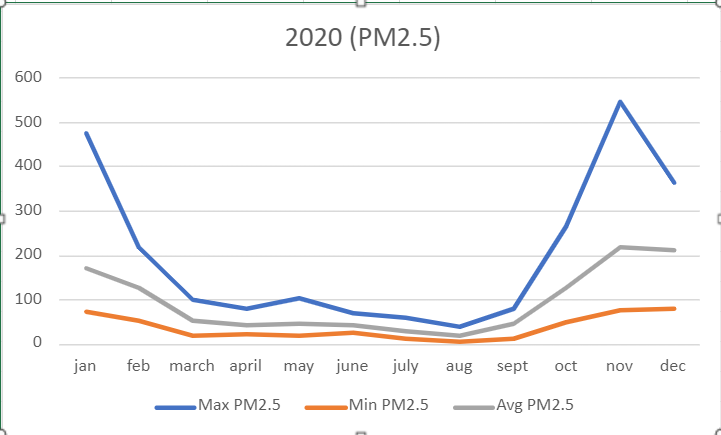 2020 (PM2.5)
600
500
400
300
200
100
0
jan feb march april may june july aug sept oct nov dec
Max PM2.5 Min PM2.5 Avg PM2.5